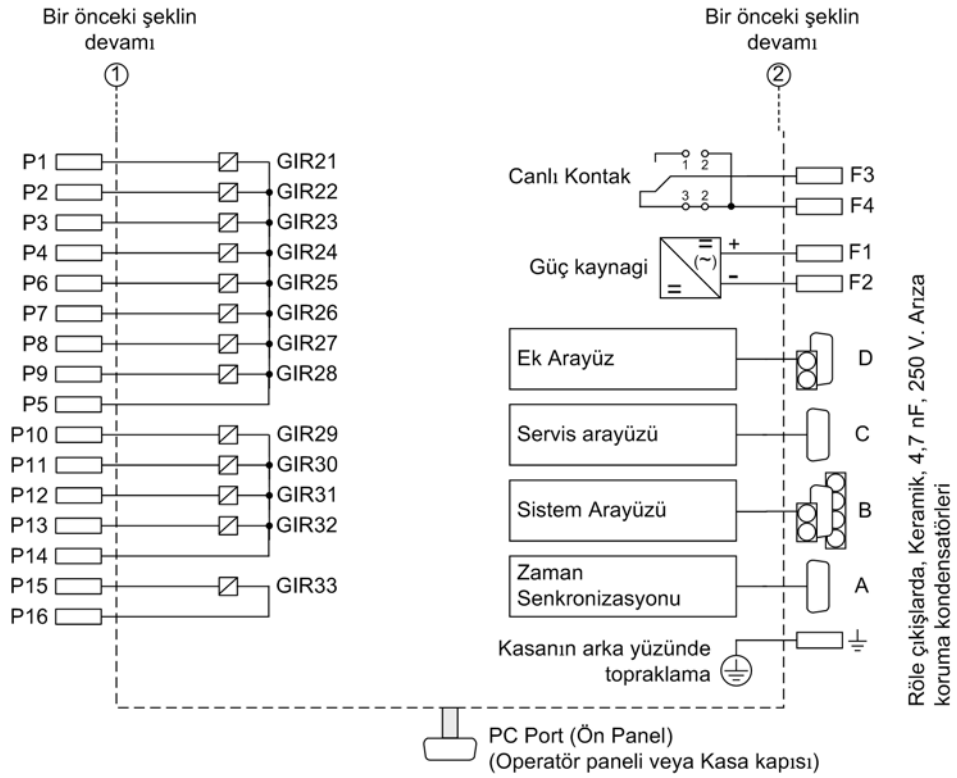 Bir önceki şeklin
devamı
1
Bir önceki şeklin
devamı
2
P1 GIR21
P2 GIR22
P3 GIR23
P4 GIR24
P6 GIR25
P7 GIR26
P8 GIR27
P9 GIR28
P5
P10 GIR29
P11 GIR30
P12 GIR31
P13 GIR32
P14
P15 GIR33
P16
Canlı Kontak
1 2
3 2
F3
F4
Güç kaynagi
=
(~)
=
+
-
F1
F2
Ek Arayüz
D
Servis arayüzü
C
Sistem Arayüzü
B
Zaman
Senkronizasyonu
A
Kasanın arka yüzünde
topraklama
Röle çıkişlarda, Keramik, 4,7 nF, 250 V. Arıza
koruma kondensatörleri
PC Port (Ön Panel)
(Operatör paneli veya Kasa kapısı)